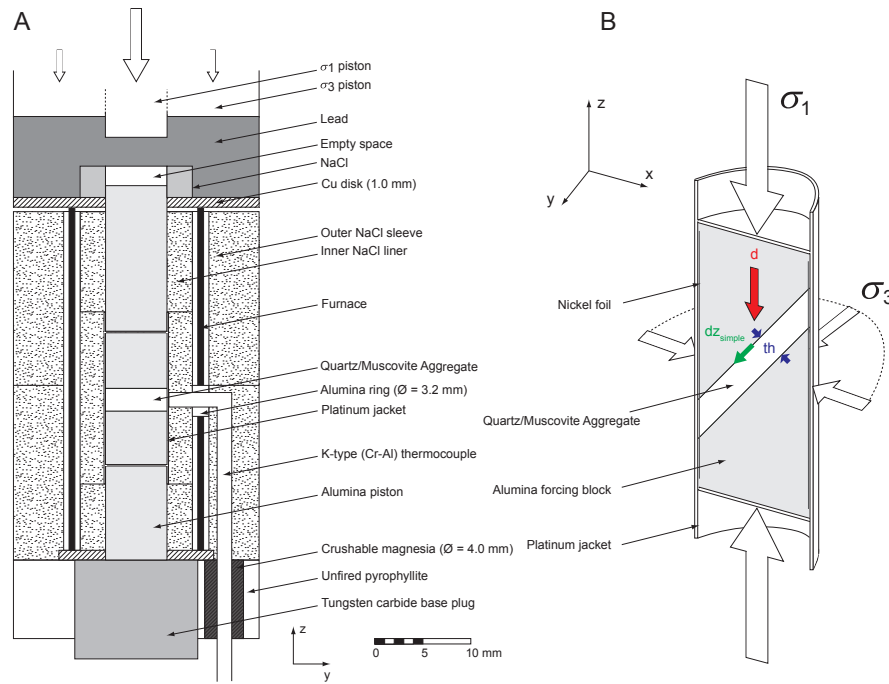 A
σ1 piston
σ3 piston
Lead
Empty space
NaCl
Cu disk (1.0 mm)
Outer NaCl sleeve
Inner NaCl liner
Furnace
Quartz/Muscovite Aggregate
Alumina ring (Ø = 3.2 mm)
Platinum jacket
K-type (Cr-Al) thermocouple
Alumina piston
Crushable magnesia (Ø = 4.0 mm)
Unfired pyrophyllite
Tungsten carbide base plug
z
y
0 5 10 mm
B
z
x
y
σ1
σ3
d
Nickel foil
dzsimple
th
Quartz/Muscovite Aggregate
Alumina forcing block
Platinum jacket